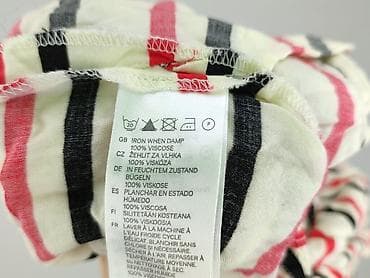 GB IRON WHEN DAMP
100% VISCOSE
CZ ŽEHLIT ZA VLHKA
100% VISKÓZA
DE IN FEUCHTEM ZUSTAND
BÜGELN
100% VISKOSE
ES PLANCHAR EN ESTADO
HÚMEDO
100% VISCOSA
FI SILITETÄÄN KOSTEANA
100% VISKOOSI
FR LAVER À LA MACHINE À
L'EAU FROIDE CYCLE
DÉLICAT, BLANCHIR SANS
CHLORE SI NÉCESSAIRE
À L'AIR, REPASSER À
TEMPÉRATURE MOYENNE
NETTOYAGE À SEC